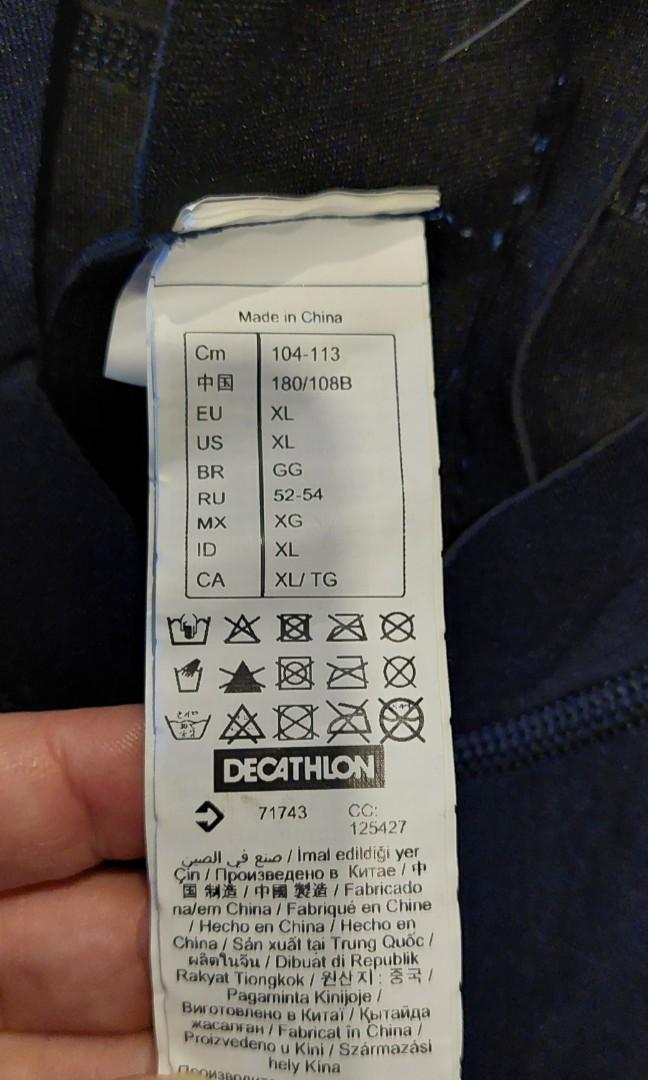 Made in China
Cm 104-113
中国 180/108B
EU XL
US XL
BR GG
RU 52-54
MX XG
ID XL
CA XL/ TG
DECATHLON
71743 CC:
125427
صنع في الصين / İmal edildiği yer
Çin / Произведено в Китае / 中
国 制造 / 中國 製造 / Fabricado
na/em China / Fabriqué en Chine
/ Hecho en China / Hecho en
China / Sản xuất tại Trung Quốc /
ผลิตในจีน / Dibuat di Republik
Rakyat Tiongkok / 원산지 : 중국 /
Pagaminta Kinijoje /
Виготовлено в Китаї / Қытайда
жасалған / Fabricat în China /
Proizvedeno u Kini / Származási
hely Kína